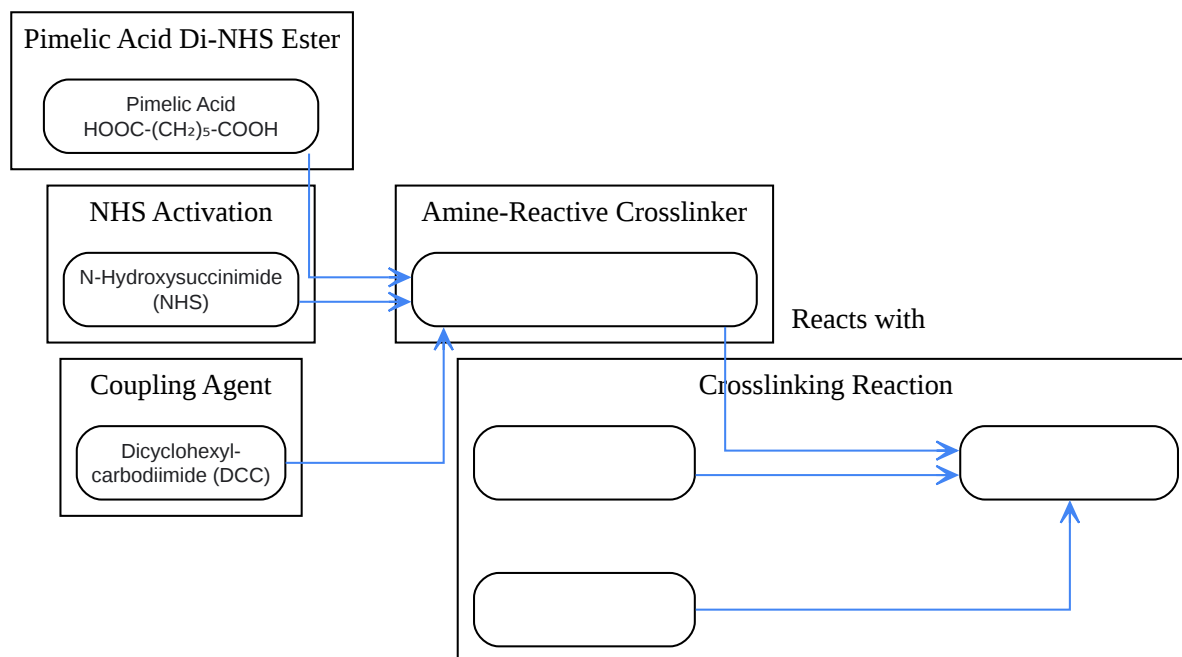 Pimelic Acid Di-NHS Ester
Pimelic Acid
HOOC-(CH₂)₅-COOH
NHS Activation
N-Hydroxysuccinimide
(NHS)
Amine-Reactive Crosslinker
Reacts with
Coupling Agent
Dicyclohexyl-
carbodiimide (DCC)
Crosslinking Reaction